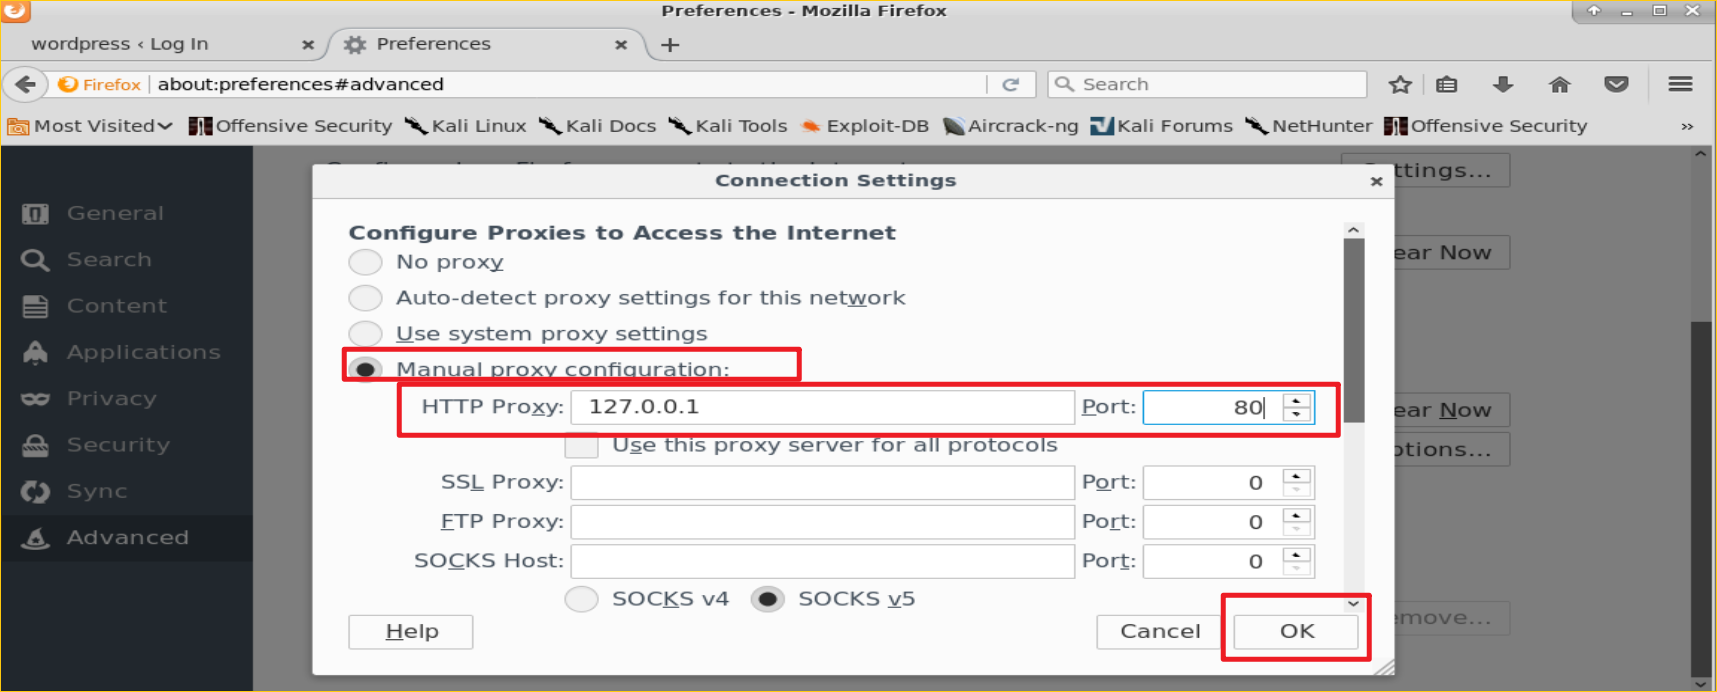 Preferences - Mozilla Firefox
wordpress ‹ Log In
Preferences
Firefox
about:preferences#advanced
Search
Most Visited
Offensive Security
Kali Linux
Kali Docs
Kali Tools
Exploit-DB
Aircrack-ng
Kali Forums
NetHunter
Offensive Security
»
General
Search
Content
Applications
Privacy
Security
Sync
Advanced
ttings...
ear Now
ear Now
ptions...
emove...
Connection Settings
Configure Proxies to Access the Internet
No proxy
Auto-detect proxy settings for this network
Use system proxy settings
Manual proxy configuration:
HTTP Proxy: 127.0.0.1 Port: 80
Use this proxy server for all protocols
SSL Proxy: Port: 0
FTP Proxy: Port: 0
SOCKS Host: Port: 0
SOCKS v4 SOCKS v5
Help Cancel OK